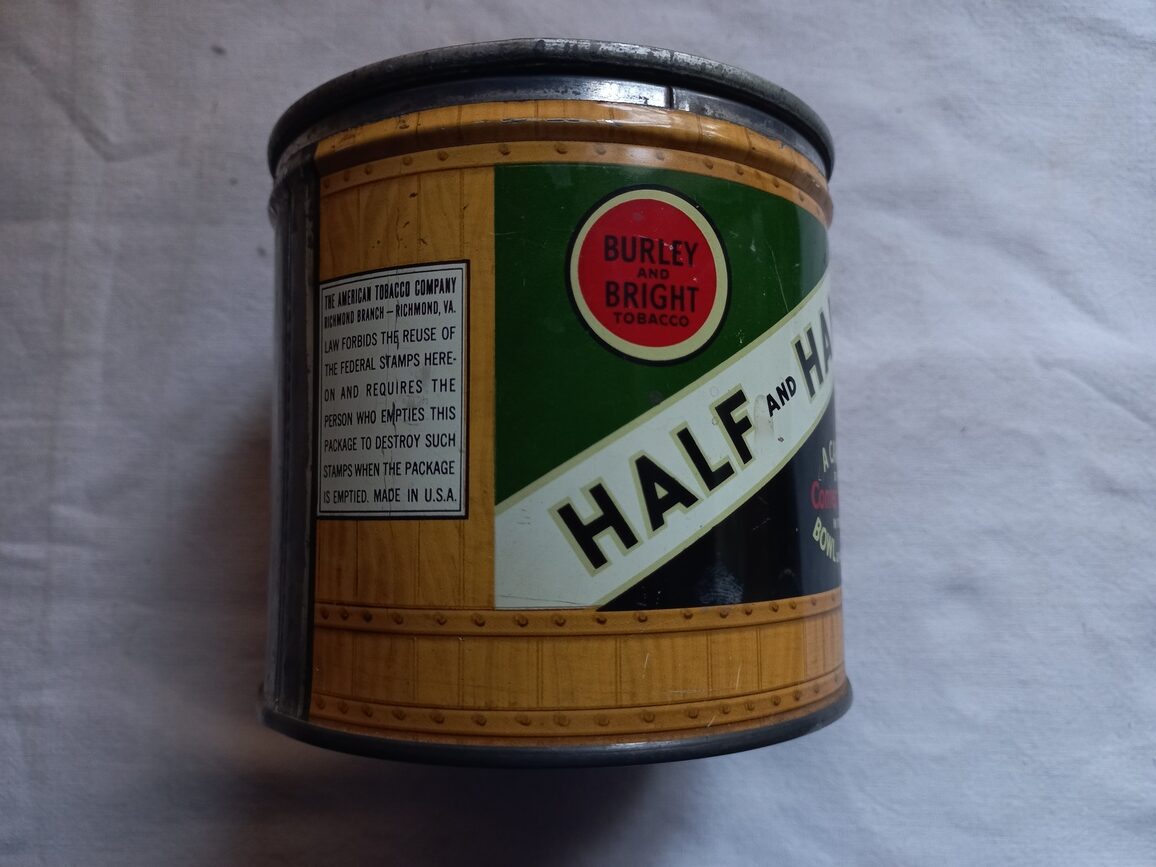 THE AMERICAN TOBACCO COMPANY
RICHMOND BRANCH – RICHMOND, VA.
LAW FORBIDS THE REUSE OF
THE FEDERAL STAMPS HERE-
ON AND REQUIRES THE
PERSON WHO EMPTIES THIS
PACKAGE TO DESTROY SUCH
STAMPS WHEN THE PACKAGE
IS EMPTIED. MADE IN U.S.A.
BURLEY
AND
BRIGHT
TOBACCO
HALF AND HA
A
BOWL